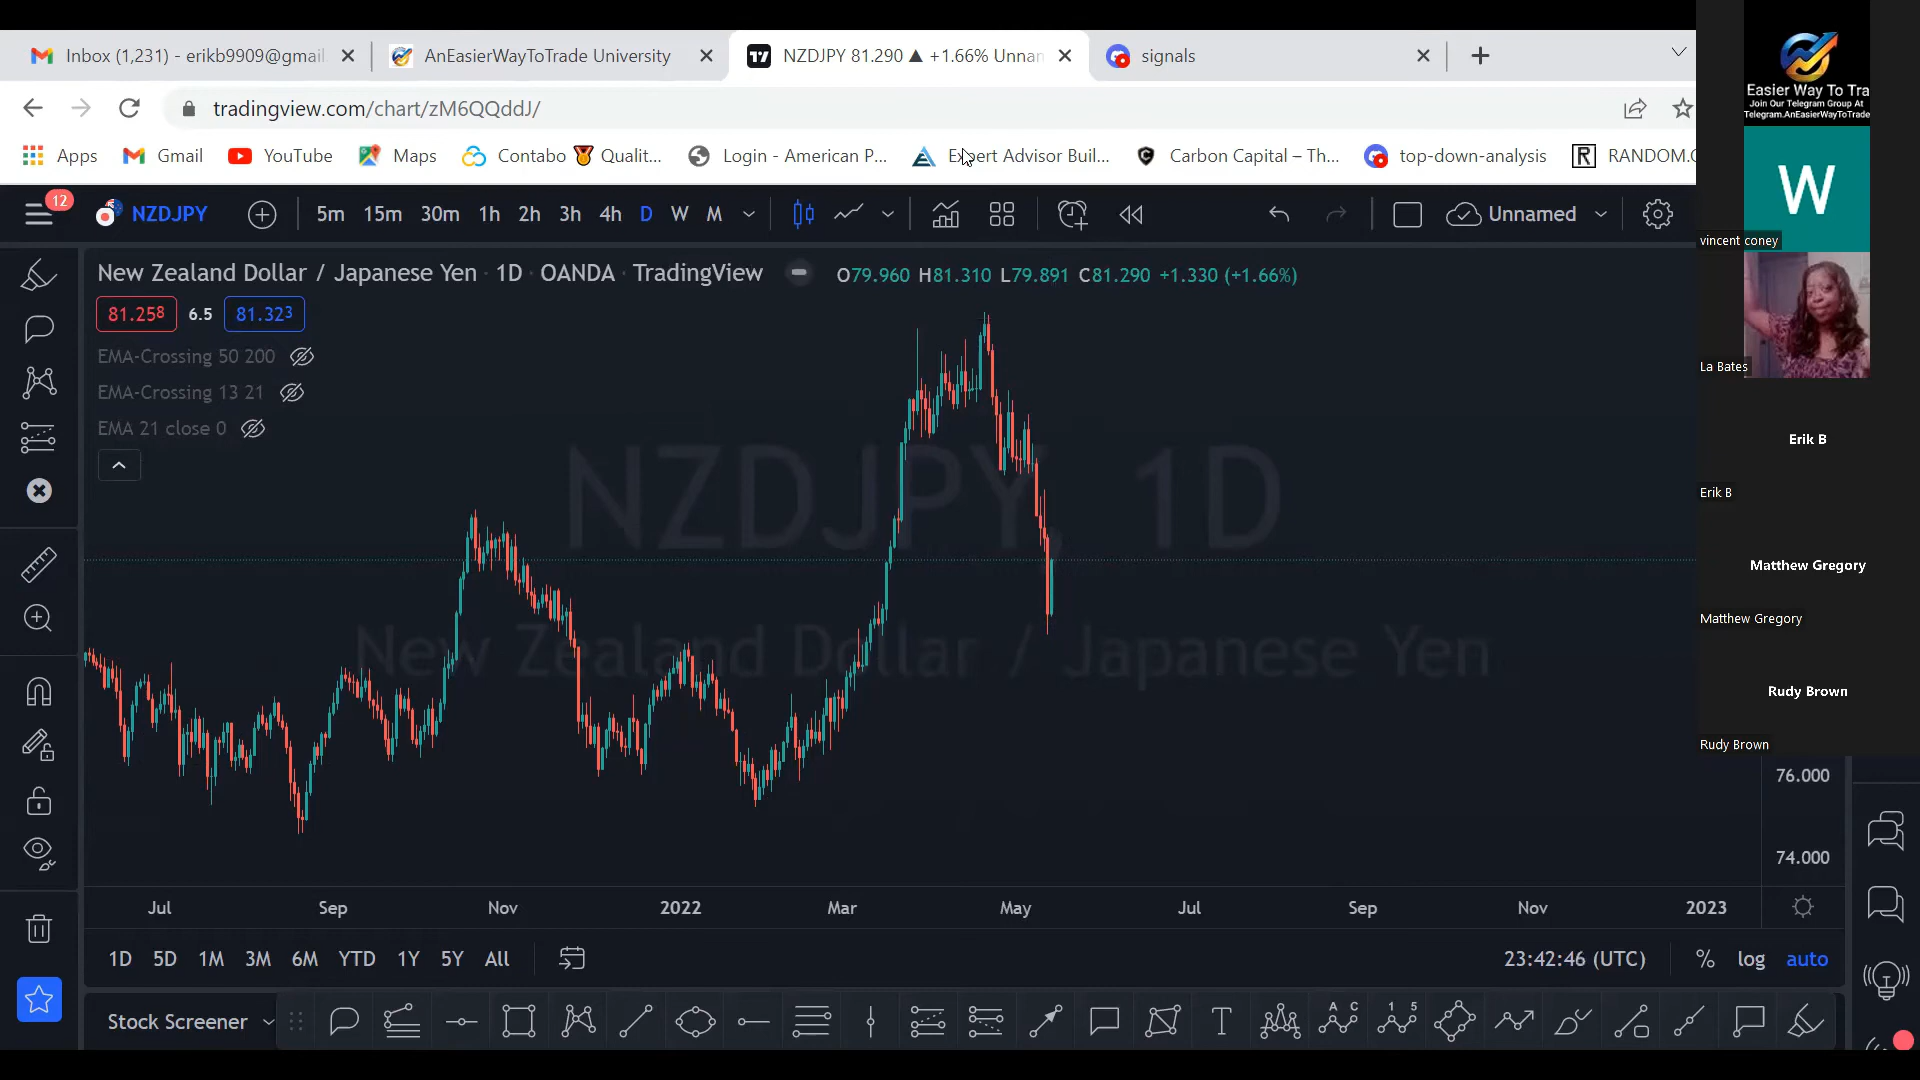 Inbox (1,231) - erikb9909@gmail
AnEasierWayToTrade University
NZDJPY 81.290 ▲ +1.66% Unnan
signals
tradingview.com/chart/zM6QQddJ/
Apps
Gmail
YouTube
Maps
Contabo
Qualit...
Login - American P...
Expert Advisor Buil...
Carbon Capital – Th...
top-down-analysis
RANDOM.C
12
NZDJPY
5m 15m 30m 1h 2h 3h 4h D W M
Unnamed
New Zealand Dollar / Japanese Yen · 1D · OANDA · TradingView
O79.960 H81.310 L79.891 C81.290 +1.330 (+1.66%)
81.258 6.5 81.323
EMA-Crossing 50 200
EMA-Crossing 13 21
EMA 21 close 0
NZDJPY, 1D
New Zealand Dollar / Japanese Yen
76.000
74.000
Jul Sep Nov 2022 Mar May Jul Sep Nov 2023
1D 5D 1M 3M 6M YTD 1Y 5Y All
23:42:46 (UTC) % log auto
Stock Screener
T
A C
1 5
Easier Way To Tra
Join Our Telegram Group At
Telegram.AnEasierWayToTrade
W
vincent coney
La Bates
Erik B
Erik B
Matthew Gregory
Matthew Gregory
Rudy Brown
Rudy Brown